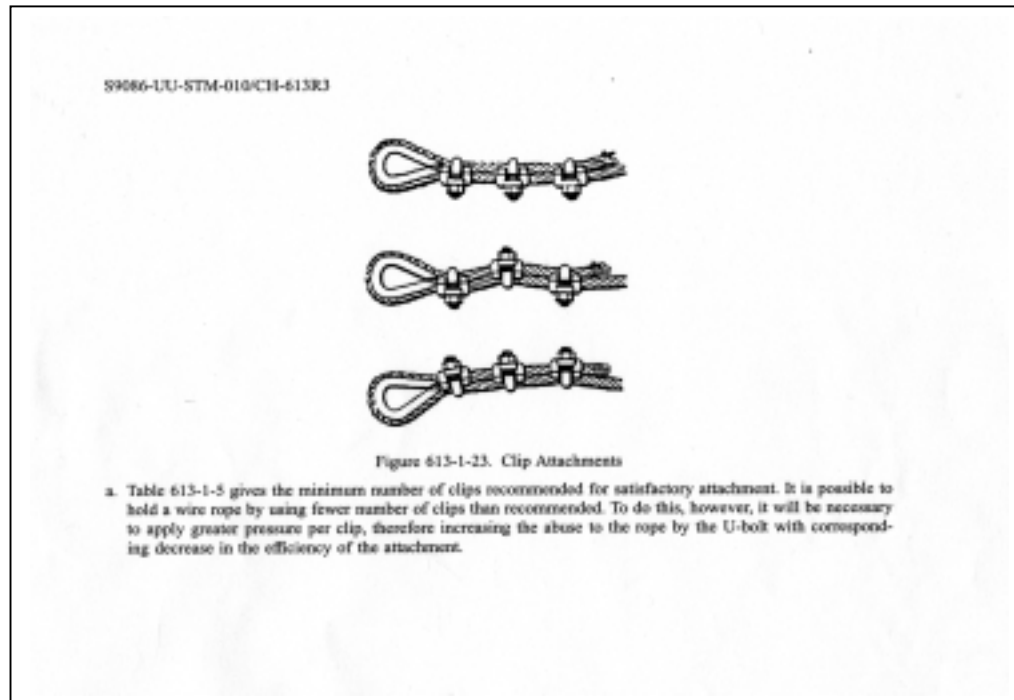 S9086-UU-STM-010/CH-613R3
Figure 613-1-23. Clip Attachments
a. Table 613-1-5 gives the minimum number of clips recommended for satisfactory attachment. It is possible to
hold a wire rope by using fewer number of clips than recommended. To do this, however, it will be necessary
to apply greater pressure per clip, therefore increasing the abuse to the rope by the U-bolt with correspond-
ing decrease in the efficiency of the attachment.